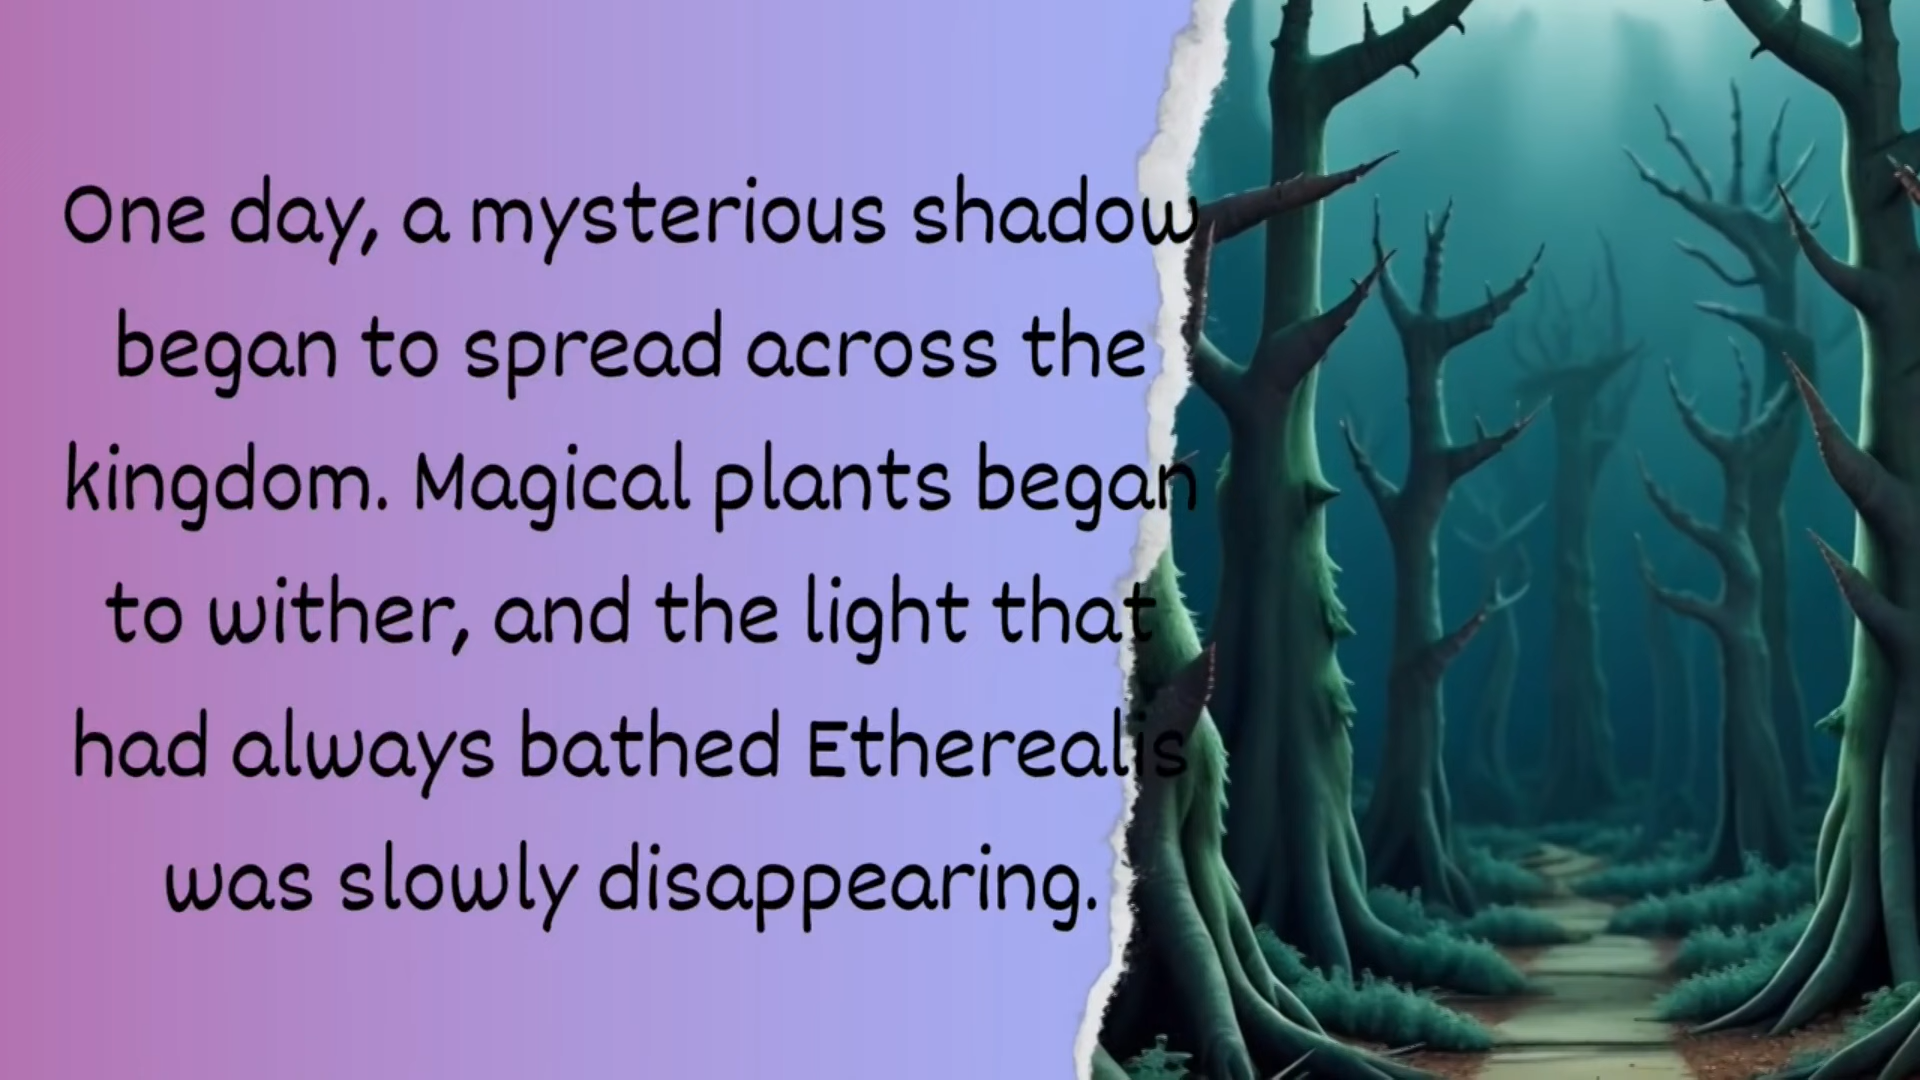 One day, a mysterious shadow
began to spread across the
kingdom. Magical plants began
to wither, and the light that
had always bathed Etherealis
was slowly disappearing.